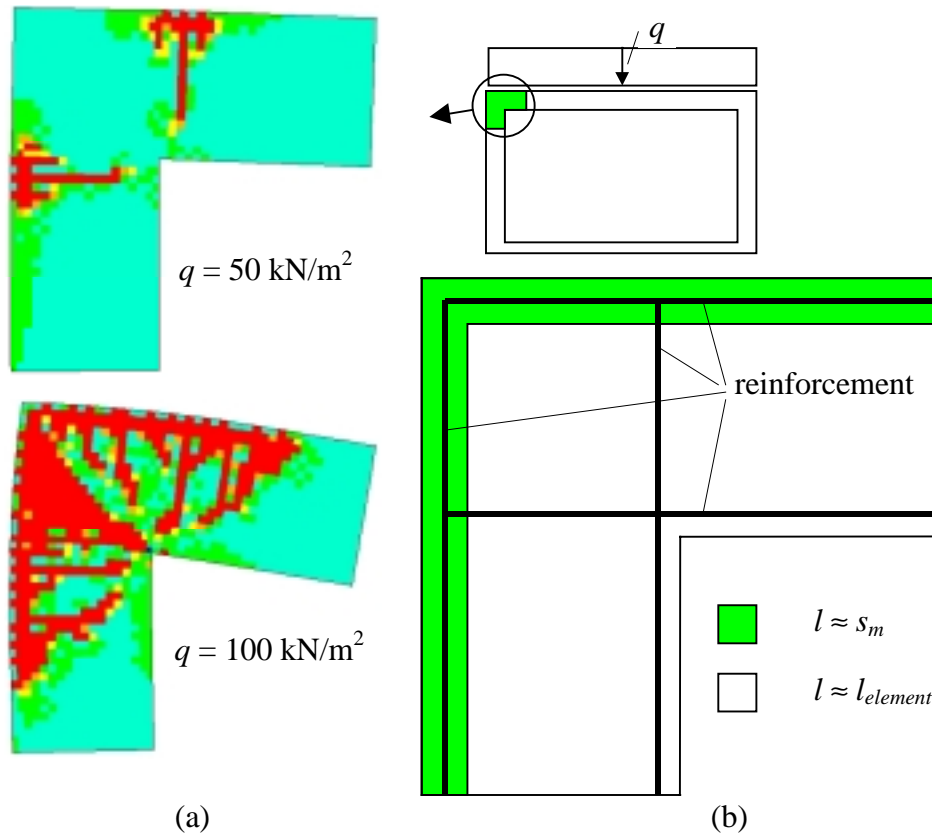 q
q = 50 kN/m²
reinforcement
l ≈ sₘ
q = 100 kN/m²
l ≈ lₑₗₑₘₑₙₜ
(a)
(b)